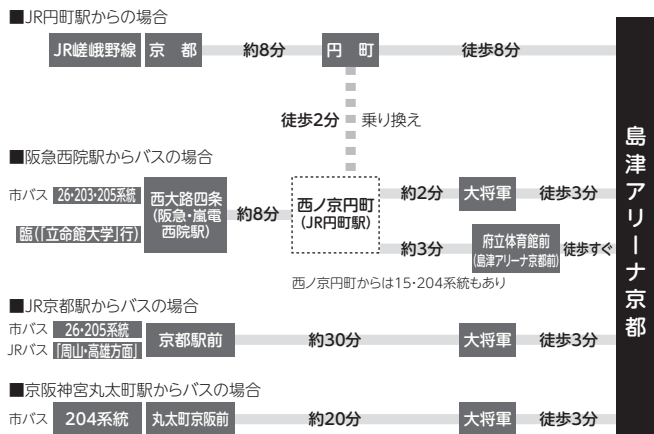 ■JR円町駅からの場合
JR嵯峨野線 京 都 約8分 円 町 徒歩8分
徒歩2分 乗り換え
■阪急西院駅からバスの場合
市バス 26・203・205系統
臨(「立命館大学」行)
西大路四条
(阪急・嵐電
西院駅)
約8分
西ノ京円町
(JR円町駅)
約2分 大将軍 徒歩3分
約3分 府立体育館前
(島津アリーナ京都前)
徒歩すぐ
西ノ京円町からは15・204系統もあり
■JR京都駅からバスの場合
市バス 26・205系統
JRバス 「周山・高雄方面」
京都駅前 約30分 大将軍 徒歩3分
■京阪神宮丸太町駅からバスの場合
市バス 204系統 丸太町京阪前 約20分 大将軍 徒歩3分
島津アリーナ京都